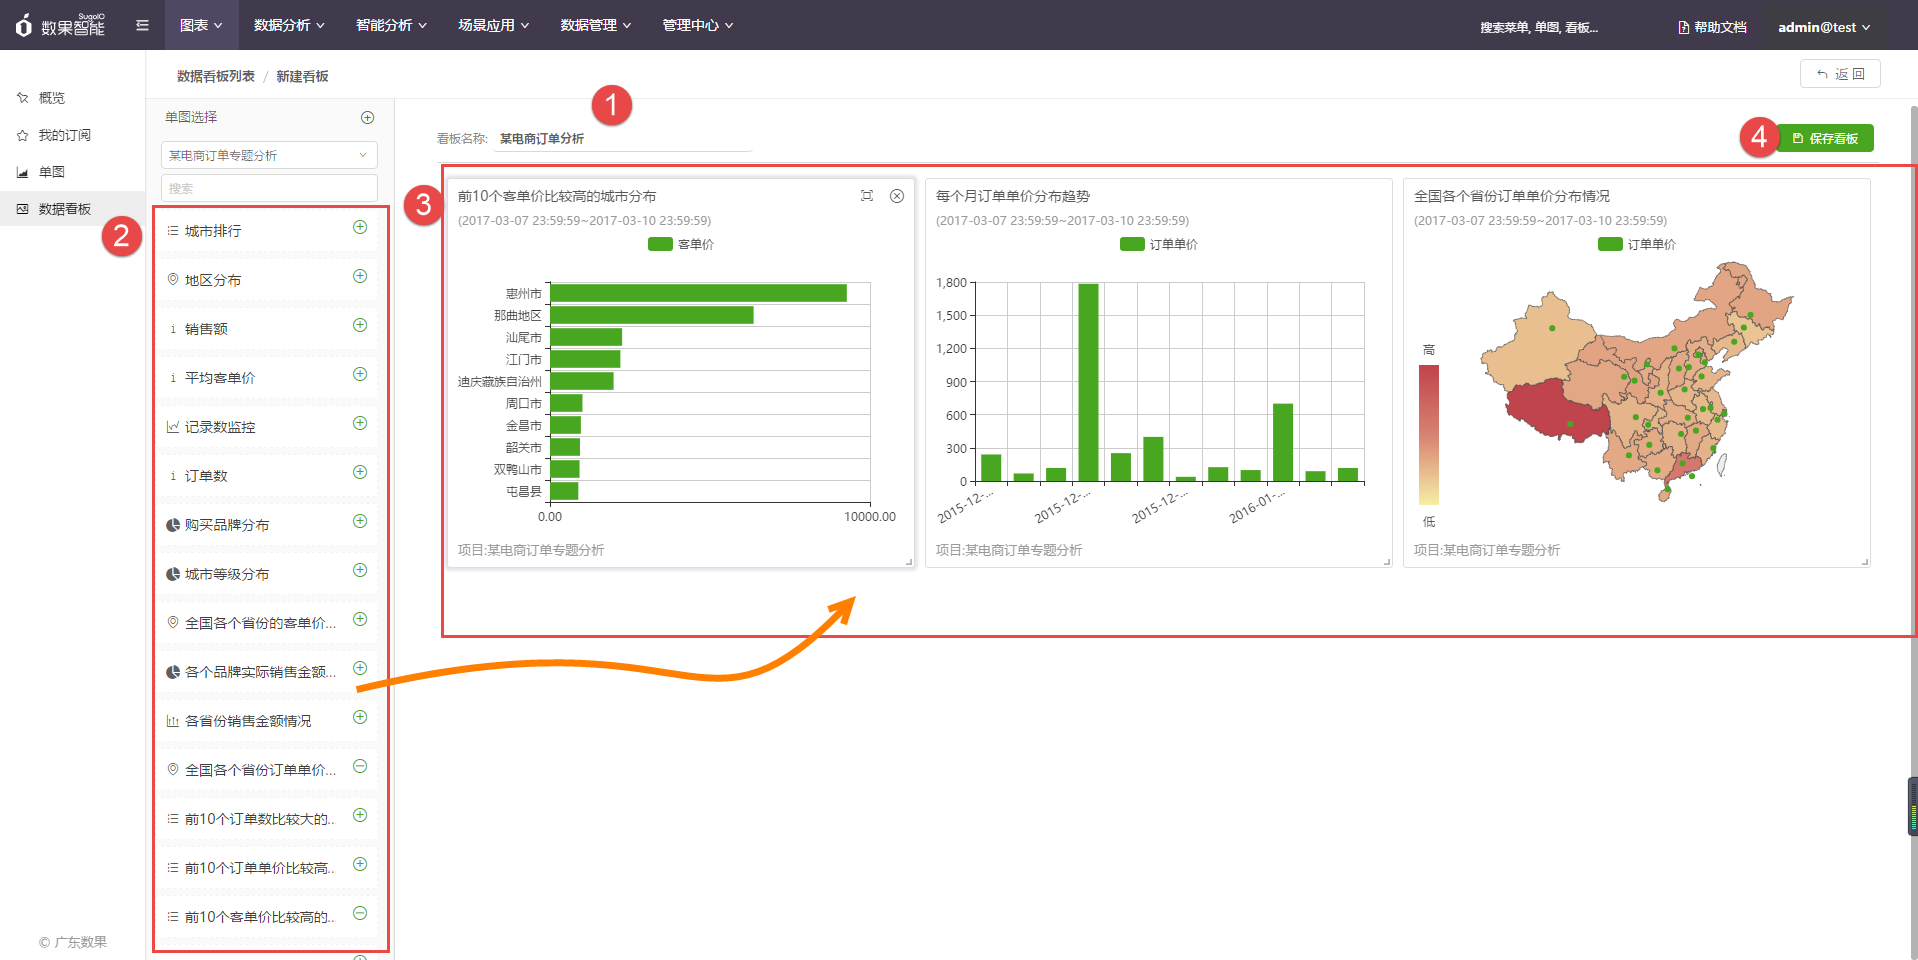 SugoIO
数果智能
图表
数据分析
智能分析
场景应用
数据管理
管理中心
搜索菜单, 单图, 看板...
帮助文档
admin@test
概览
我的订阅
单图
数据看板
© 广东数果
数据看板列表 / 新建看板
返 回
单图选择
某电商订单专题分析
搜索
2
城市排行
地区分布
i 销售额
i 平均客单价
记录数监控
i 订单数
购买品牌分布
城市等级分布
全国各个省份的客单价...
各个品牌实际销售金额...
各省份销售金额情况
全国各个省份订单单价...
前10个订单数比较大的..
前10个订单单价比较高..
前10个客单价比较高的..
1
看板名称: 某电商订单分析
4
保存看板
3
前10个客单价比较高的城市分布
(2017-03-07 23:59:59~2017-03-10 23:59:59)
客单价
惠州市
那曲地区
汕尾市
江门市
迪庆藏族自治州
周口市
金昌市
韶关市
双鸭山市
屯昌县
0.00
10000.00
项目:某电商订单专题分析
每个月订单单价分布趋势
(2017-03-07 23:59:59~2017-03-10 23:59:59)
订单单价
1,800
1,500
1,200
900
600
300
0
2015-12-...
2015-12-...
2015-12-...
2016-01-...
项目:某电商订单专题分析
全国各个省份订单单价分布情况
(2017-03-07 23:59:59~2017-03-10 23:59:59)
订单单价
高
低
项目:某电商订单专题分析